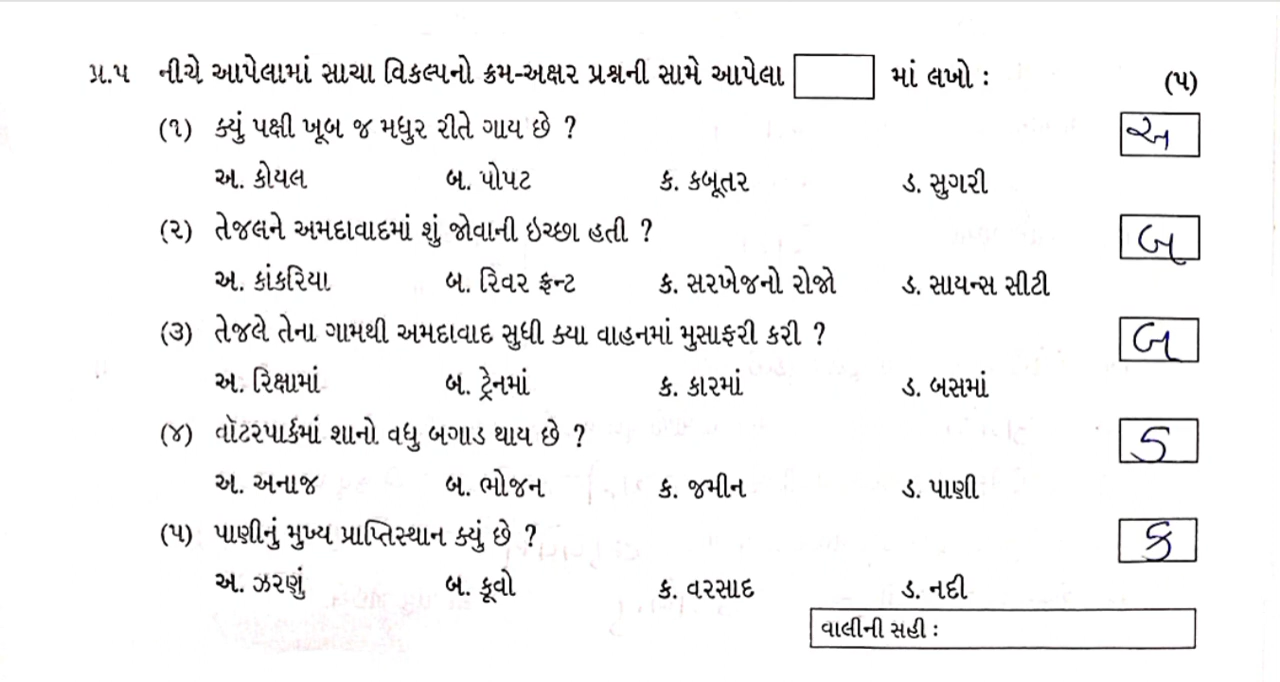 પ્ર.૫ નીચે આપેલામાં સાચા વિકલ્પનો ક્રમ-અક્ષર પ્રશ્નની સામે આપેલા માં લખો : (૫)
(૧) ક્યું પક્ષી ખૂબ જ મધુર રીતે ગાય છે ? અ
અ. કોયલ બ. પોપટ ક. કબૂતર ડ. સુગરી
(૨) તેજલને અમદાવાદમાં શું જોવાની ઇચ્છા હતી ? બ
અ. કાંકરિયા બ. રિવર ફ્રન્ટ ક. સરખેજનો રોજો ડ. સાયન્સ સીટી
(૩) તેજલે તેના ગામથી અમદાવાદ સુધી ક્યા વાહનમાં મુસાફરી કરી ? બ
અ. રિક્ષામાં બ. ટ્રેનમાં ક. કારમાં ડ. બસમાં
(૪) વૉટરપાર્કમાં શાનો વધુ બગાડ થાય છે ? ડ
અ. અનાજ બ. ભોજન ક. જમીન ડ. પાણી
(૫) પાણીનું મુખ્ય પ્રાપ્તિસ્થાન ક્યું છે ? ક
અ. ઝરણું બ. કૂવો ક. વરસાદ ડ. નદી
વાલીની સહી :